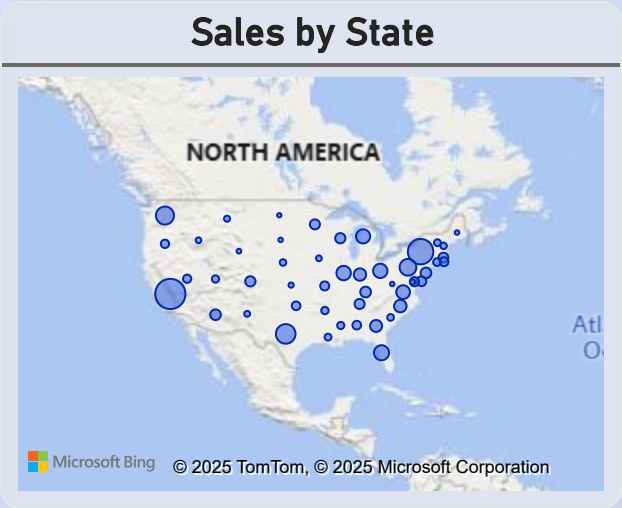 Sales by State
NORTH AMERICA
Atl
O
Microsoft Bing
© 2025 TomTom, © 2025 Microsoft Corporation